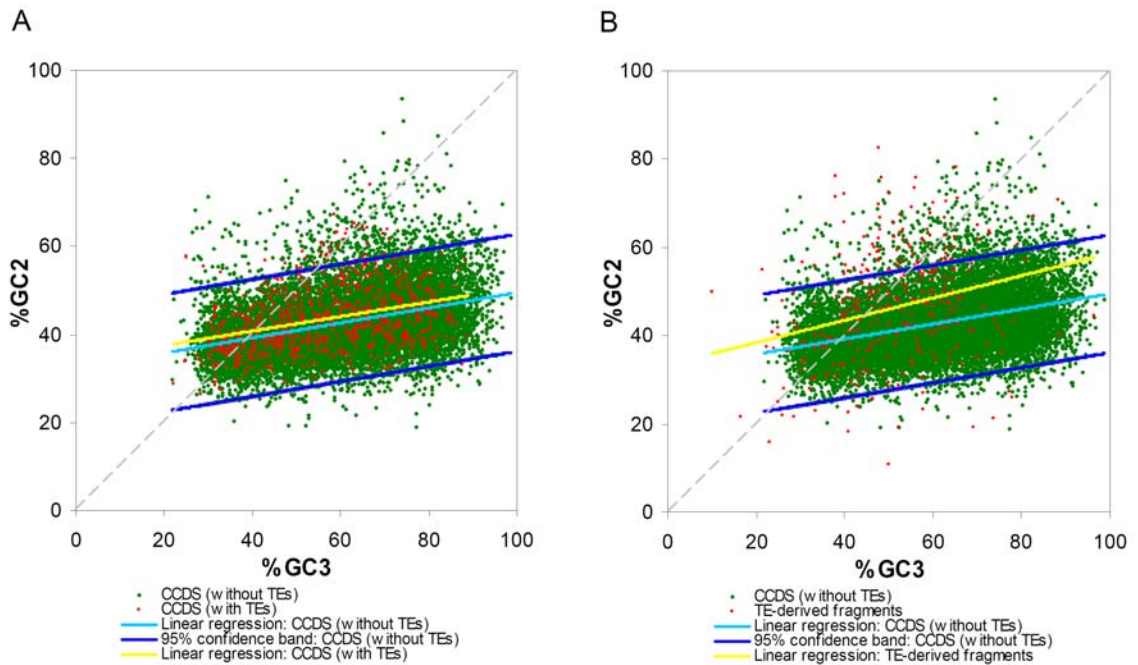 A
B
100
80
60
40
20
0
%GC2
0 20 40 60 80 100
%GC3
CCDS (without TEs)
CCDS (with TEs)
Linear regression: CCDS (without TEs)
95% confidence band: CCDS (without TEs)
Linear regression: CCDS (with TEs)
100
80
60
40
20
0
%GC2
0 20 40 60 80 100
%GC3
CCDS (without TEs)
TE-derived fragments
Linear regression: CCDS (without TEs)
95% confidence band: CCDS (without TEs)
Linear regression: TE-derived fragments